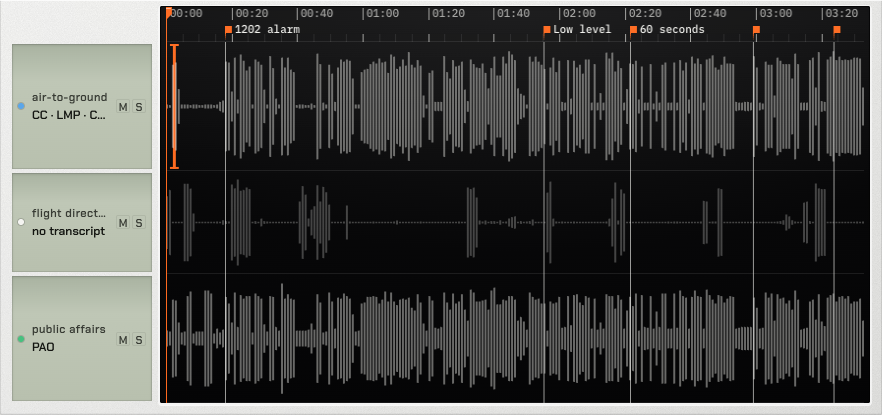 00:00 00:20 00:40 01:00 01:20 01:40 02:00 02:20 02:40 03:00 03:20
1202 alarm Low level 60 seconds
air-to-ground
CC · LMP · C...
M S
flight direct...
no transcript
M S
public affairs
PAO
M S